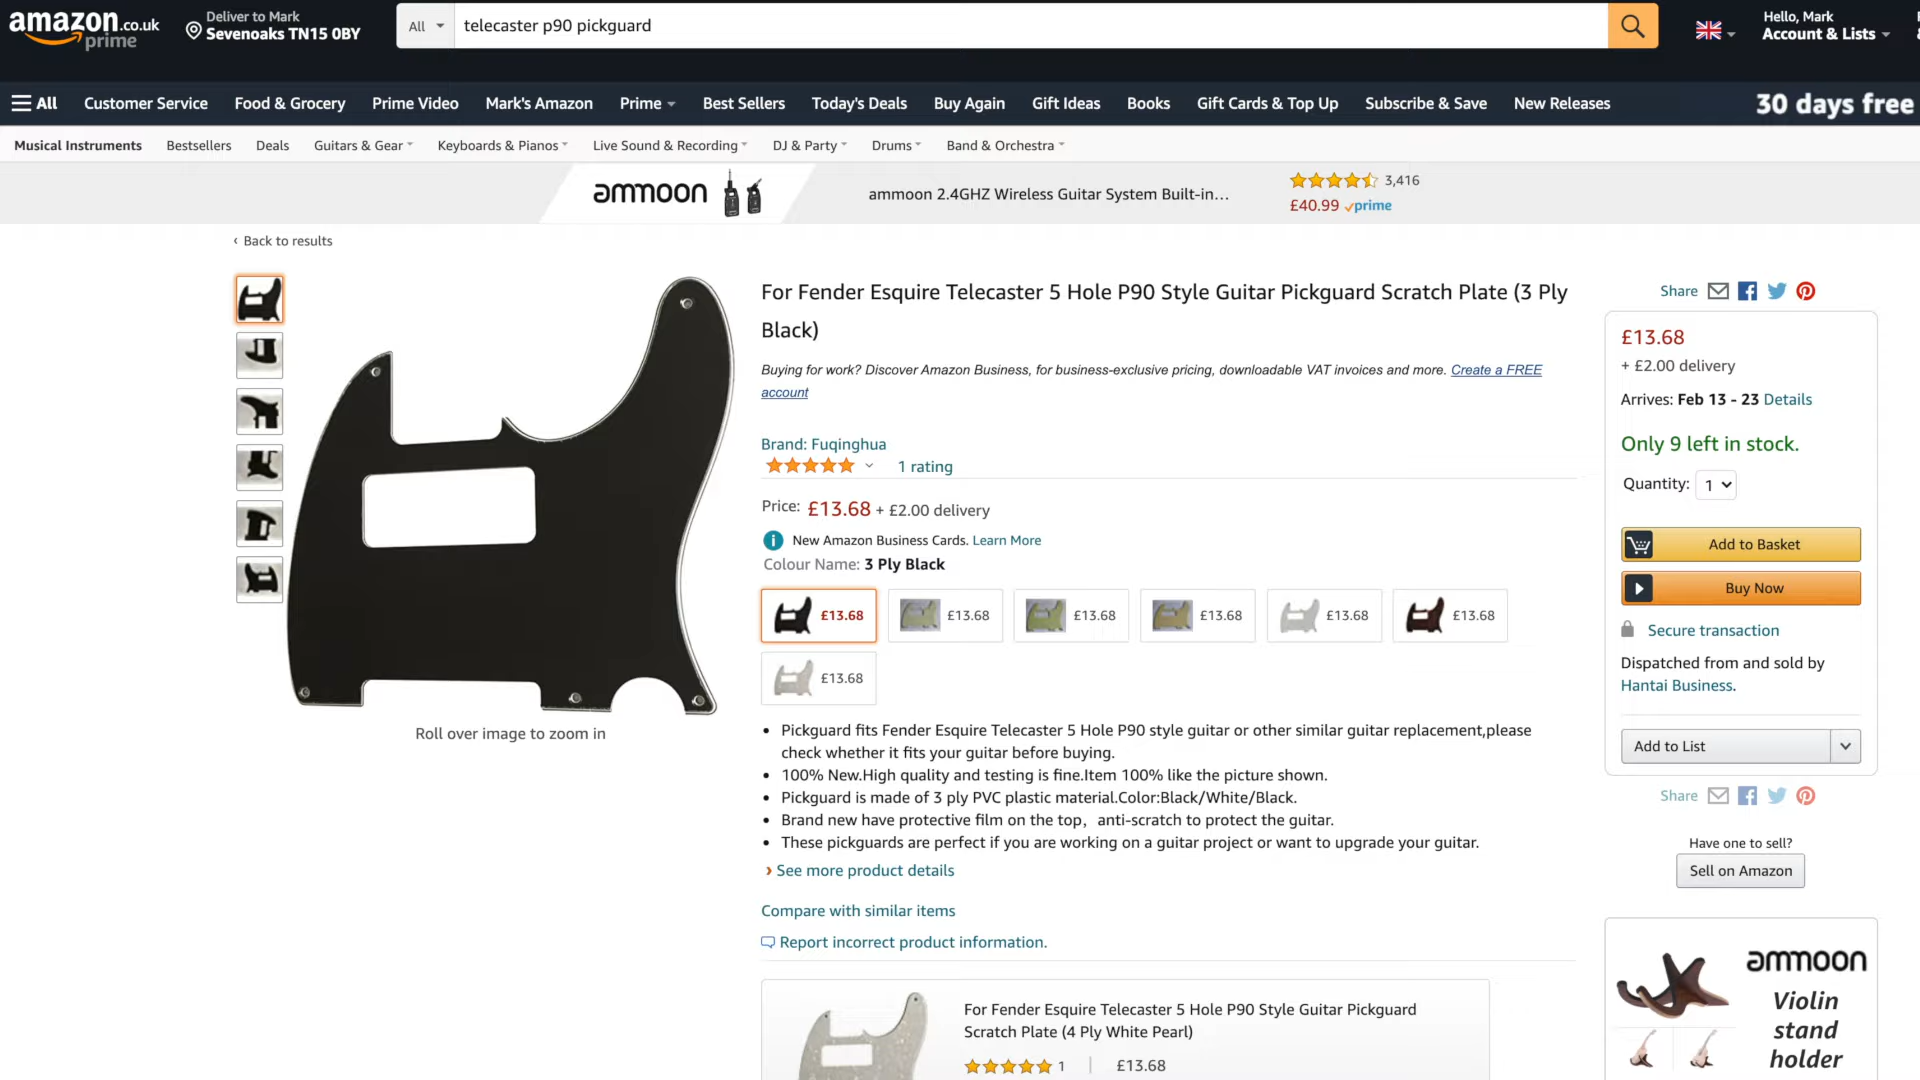 amazon.co.uk
prime
Deliver to Mark
Sevenoaks TN15 0BY
All
telecaster p90 pickguard
Hello, Mark
Account & Lists
All
Customer Service
Food & Grocery
Prime Video
Mark's Amazon
Prime
Best Sellers
Today's Deals
Buy Again
Gift Ideas
Books
Gift Cards & Top Up
Subscribe & Save
New Releases
30 days free
Musical Instruments
Bestsellers
Deals
Guitars & Gear
Keyboards & Pianos
Live Sound & Recording
DJ & Party
Drums
Band & Orchestra
ammoon
ammoon 2.4GHZ Wireless Guitar System Built-in…
3,416
£40.99 prime
‹ Back to results
Roll over image to zoom in
For Fender Esquire Telecaster 5 Hole P90 Style Guitar Pickguard Scratch Plate (3 Ply
Black)
Buying for work? Discover Amazon Business, for business-exclusive pricing, downloadable VAT invoices and more. Create a FREE
account
Brand: Fuqinghua
1 rating
Price: £13.68 + £2.00 delivery
i New Amazon Business Cards. Learn More
Colour Name: 3 Ply Black
£13.68
£13.68
£13.68
£13.68
£13.68
£13.68
£13.68
• Pickguard fits Fender Esquire Telecaster 5 Hole P90 style guitar or other similar guitar replacement,please
check whether it fits your guitar before buying.
• 100% New.High quality and testing is fine.Item 100% like the picture shown.
• Pickguard is made of 3 ply PVC plastic material.Color:Black/White/Black.
• Brand new have protective film on the top，anti-scratch to protect the guitar.
• These pickguards are perfect if you are working on a guitar project or want to upgrade your guitar.
› See more product details
Compare with similar items
Report incorrect product information.
For Fender Esquire Telecaster 5 Hole P90 Style Guitar Pickguard
Scratch Plate (4 Ply White Pearl)
1 | £13.68
Share
£13.68
+ £2.00 delivery
Arrives: Feb 13 - 23 Details
Only 9 left in stock.
Quantity: 1
Add to Basket
Buy Now
Secure transaction
Dispatched from and sold by
Hantai Business.
Add to List
Share
Have one to sell?
Sell on Amazon
ammoon
Violin
stand
holder